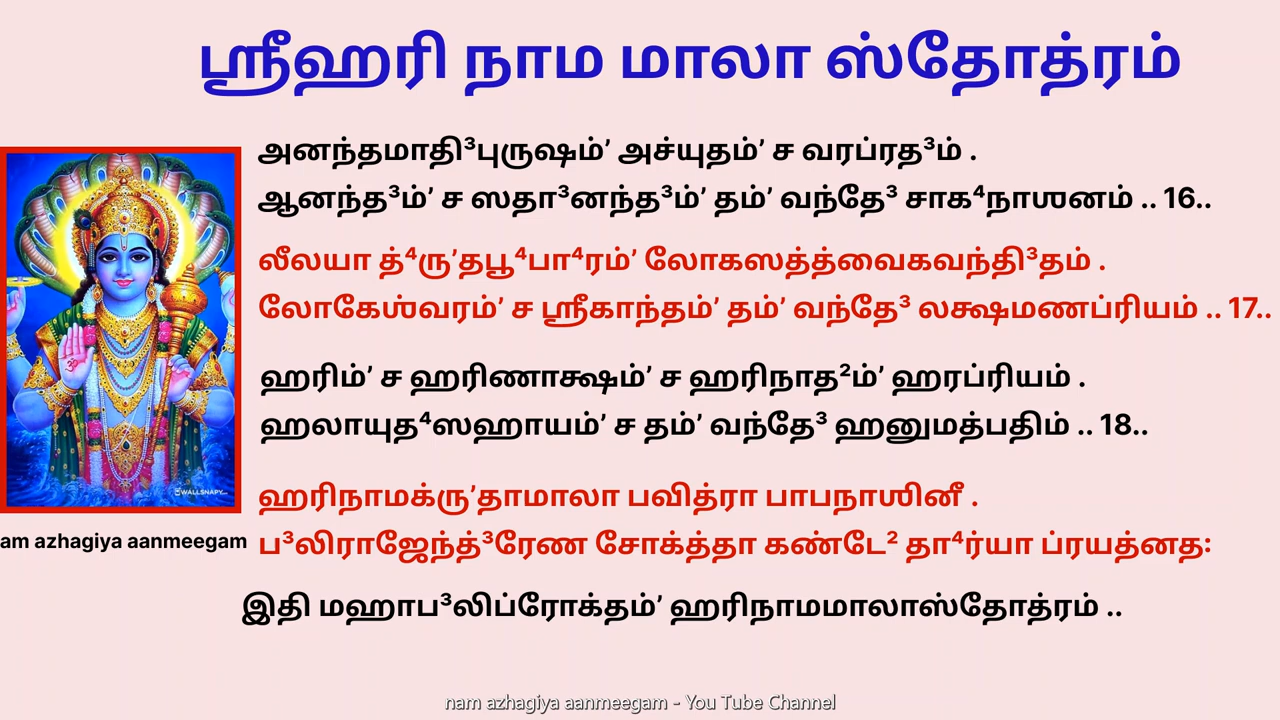 ஸ்ரீஹரி நாம மாலா ஸ்தோத்ரம்
அனந்தமாதி³புருஷம்ʼ அச்யுதம்ʼ ச வரப்ரத³ம் .
ஆனந்த³ம்ʼ ச ஸதா³னந்த³ம்ʼ தம்ʼ வந்தே³ சாக⁴நாஶனம் .. 16..
லீலயா த்⁴ருʼதபூ⁴பா⁴ரம்ʼ லோகஸத்த்வைகவந்தி³தம் .
லோகேஶ்வரம்ʼ ச ஶ்ரீகாந்தம்ʼ தம்ʼ வந்தே³ லக்ஷமணப்ரியம் .. 17..
ஹரிம்ʼ ச ஹரிணாக்ஷம்ʼ ச ஹரிநாத²ம்ʼ ஹரப்ரியம் .
ஹலாயுத⁴ஸஹாயம்ʼ ச தம்ʼ வந்தே³ ஹனுமத்பதிம் .. 18..
ஹரிநாமக்ருʼதாமாலா பவித்ரா பாபநாஶினீ .
ப³லிராஜேந்த்³ரேண சோக்த்தா கண்டே² தா⁴ர்யா ப்ரயத்னத꞉
இதி மஹாப³லிப்ரோக்தம்ʼ ஹரிநாமமாலாஸ்தோத்ரம் ..
WALLSNAPY
am azhagiya aanmeegam
nam azhagiya aanmeegam - You Tube Channel